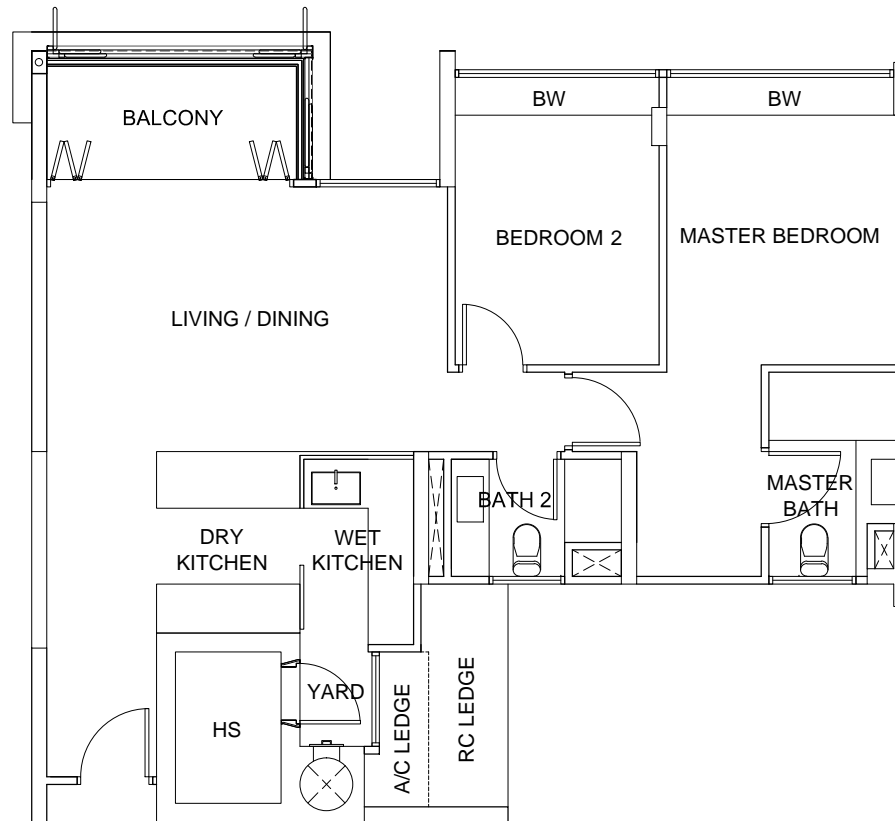 BW
BW
BALCONY
BEDROOM 2
MASTER BEDROOM
LIVING / DINING
MASTER
BATH
BATH 2
DRY
KITCHEN
WET
KITCHEN
YARD
HS
A/C LEDGE
RC LEDGE